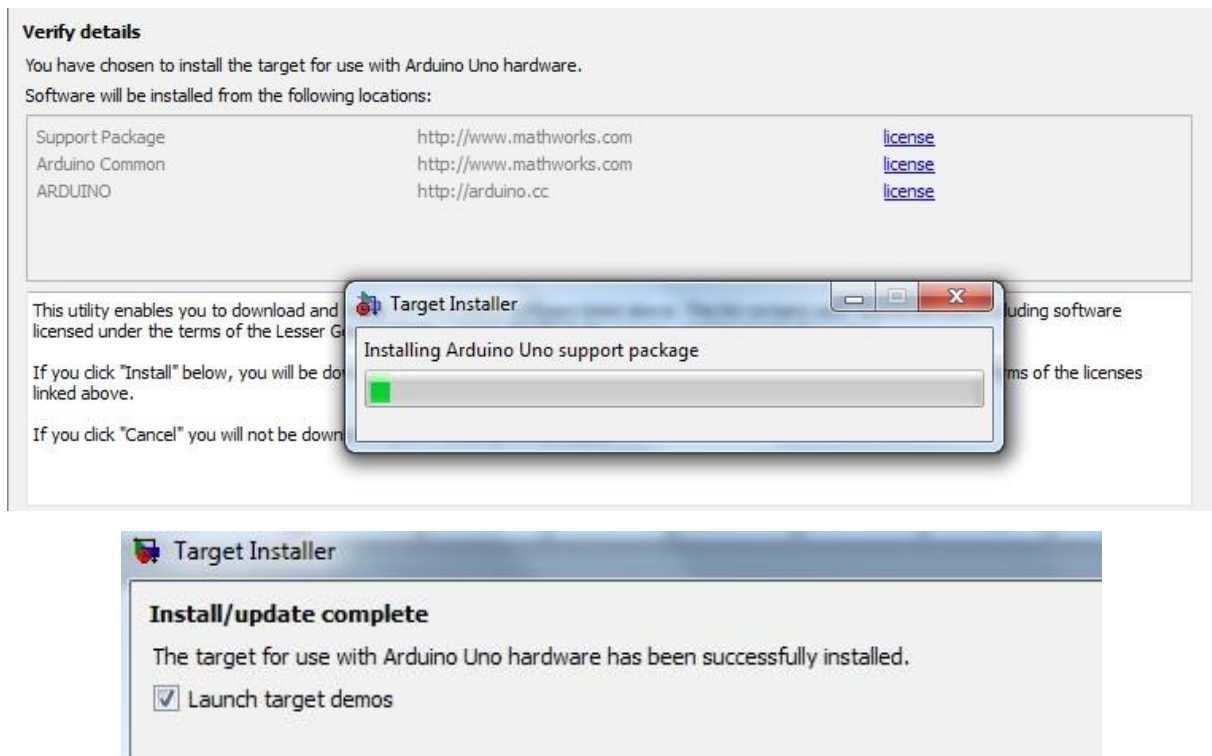 Verify details
You have chosen to install the target for use with Arduino Uno hardware.
Software will be installed from the following locations:
Support Package http://www.mathworks.com license
Arduino Common http://www.mathworks.com license
ARDUINO http://arduino.cc license
Target Installer
Installing Arduino Uno support package
This utility enables you to download and
uding software
licensed under the terms of the Lesser G
If you click "Install" below, you will be do
ms of the licenses
linked above.
If you click "Cancel" you will not be down
Target Installer
Install/update complete
The target for use with Arduino Uno hardware has been successfully installed.
Launch target demos